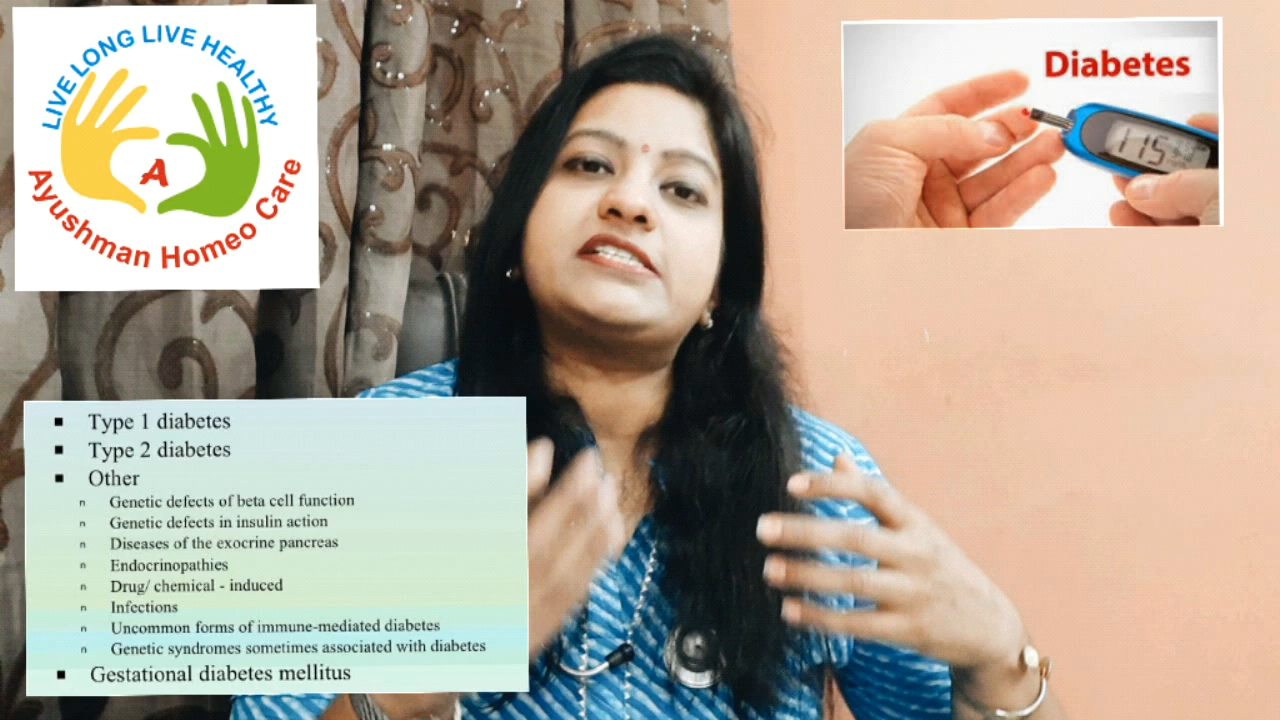 LIVE LONG LIVE HEALTHY
A
Ayushman Homeo Care
Diabetes
115
▪ Type 1 diabetes
▪ Type 2 diabetes
▪ Other
n Genetic defects of beta cell function
n Genetic defects in insulin action
n Diseases of the exocrine pancreas
n Endocrinopathies
n Drug/ chemical - induced
n Infections
n Uncommon forms of immune-mediated diabetes
n Genetic syndromes sometimes associated with diabetes
▪ Gestational diabetes mellitus